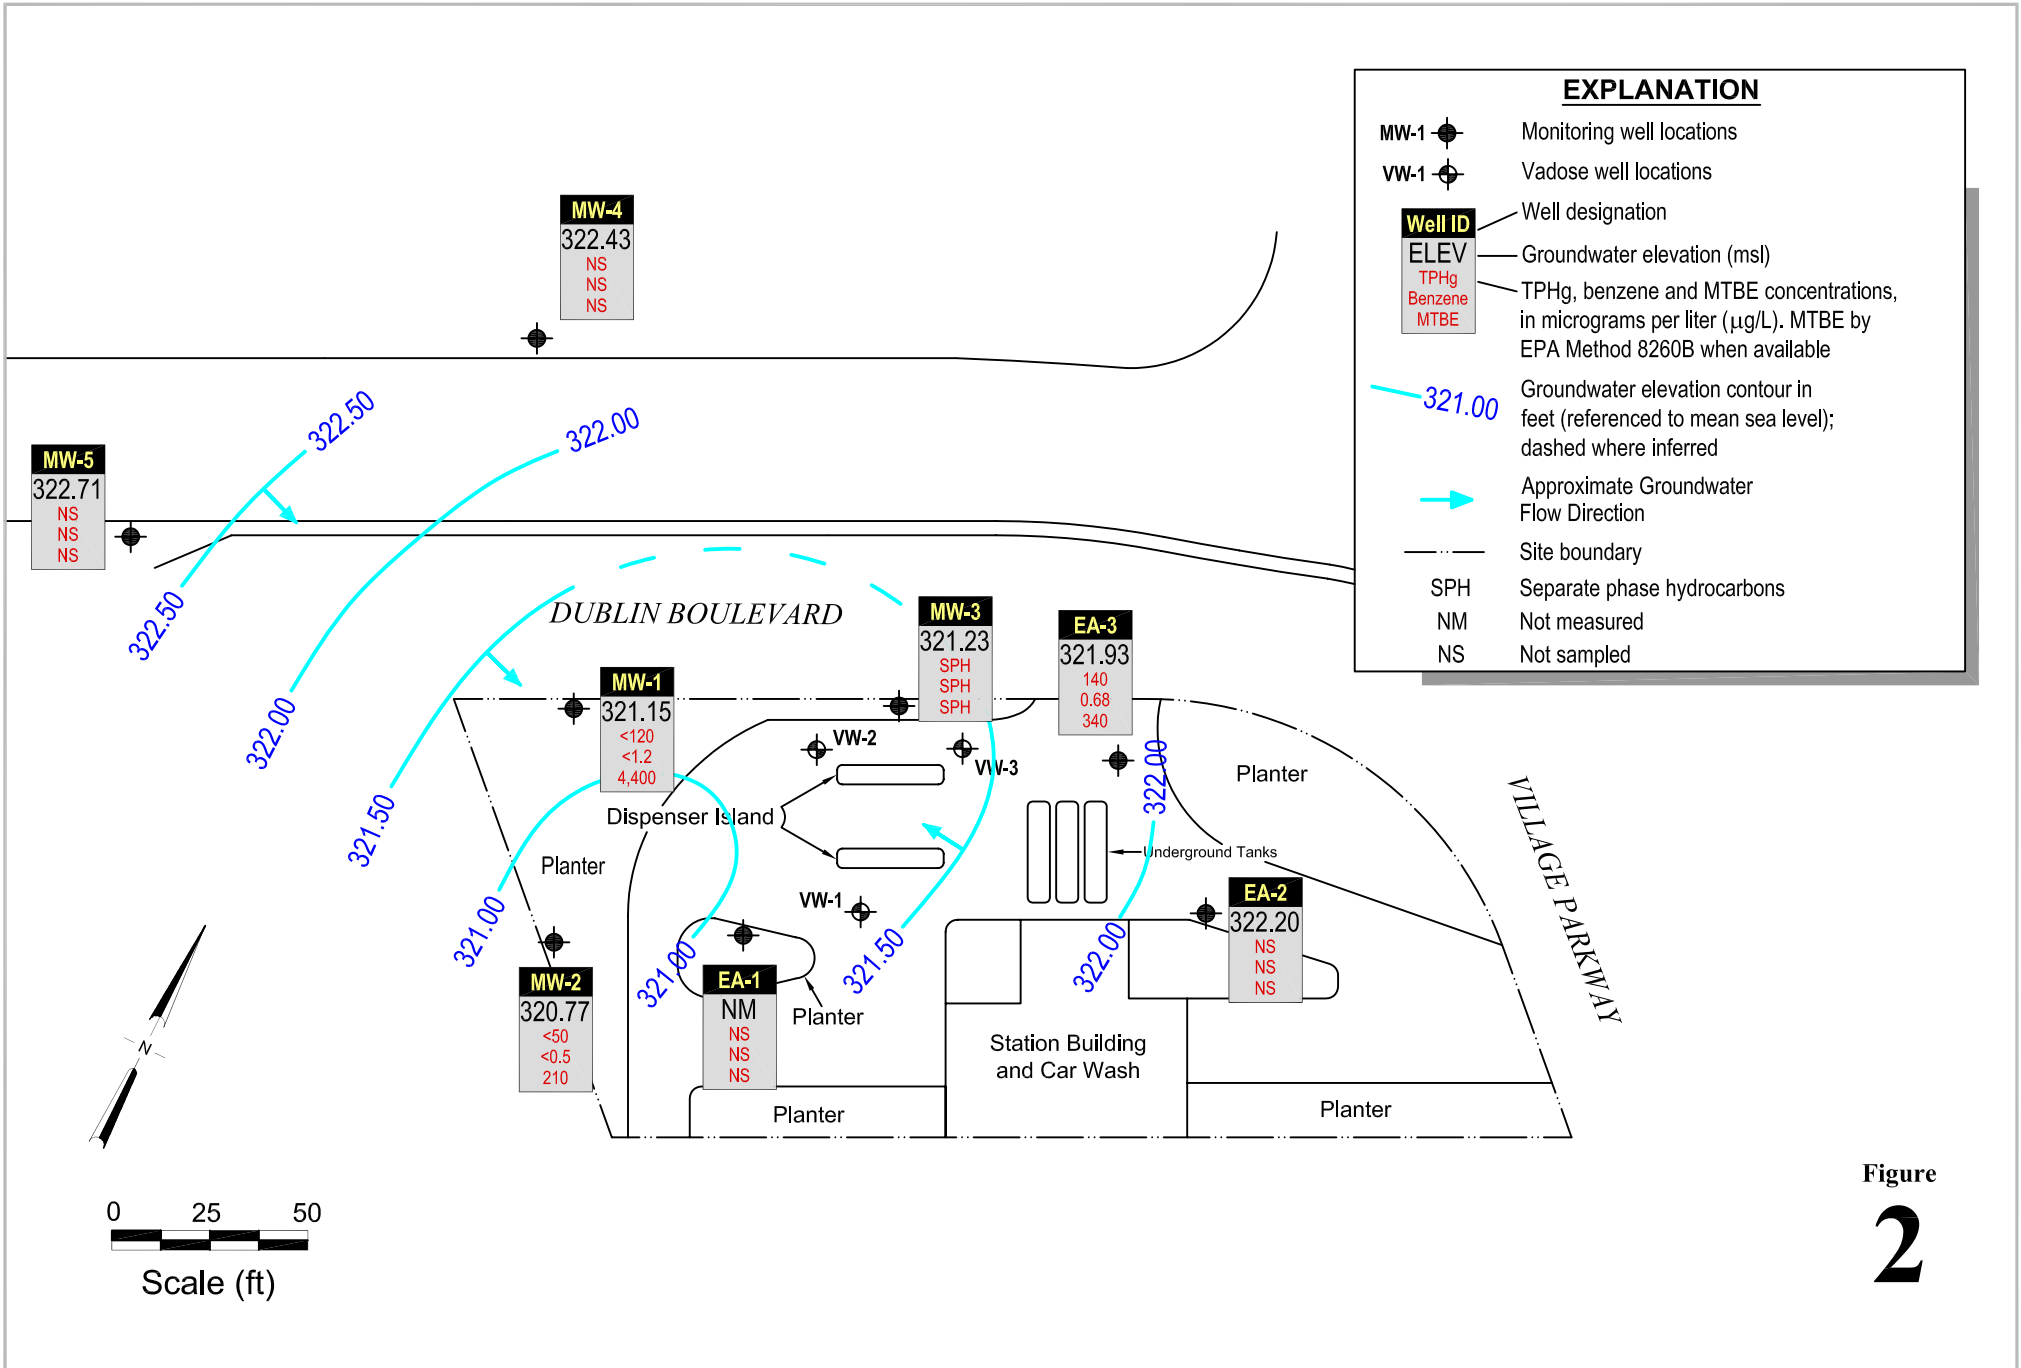 EXPLANATION
MW-1
Monitoring well locations
VW-1
Vadose well locations
Well ID
ELEV
TPHg
Benzene
MTBE
Well designation
Groundwater elevation (msl)
TPHg, benzene and MTBE concentrations,
in micrograms per liter (µg/L). MTBE by
EPA Method 8260B when available
321.00
Groundwater elevation contour in
feet (referenced to mean sea level);
dashed where inferred
Approximate Groundwater
Flow Direction
Site boundary
SPH
Separate phase hydrocarbons
NM
Not measured
NS
Not sampled
MW-4
322.43
NS
NS
NS
322.50
322.00
MW-5
322.71
NS
NS
NS
322.50
322.00
DUBLIN BOULEVARD
MW-3
321.23
SPH
SPH
SPH
EA-3
321.93
140
0.68
340
MW-1
321.15
<120
<1.2
4,400
VW-2
VW-3
322.00
Planter
321.50
Dispenser Island
Planter
Underground Tanks
VILLAGE PARKWAY
VW-1
EA-2
322.20
NS
NS
NS
321.00
321.00
321.50
322.00
MW-2
320.77
<50
<0.5
210
EA-1
NM
NS
NS
NS
Planter
Station Building
and Car Wash
Planter
Planter
N
0 25 50
Scale (ft)
Figure
2